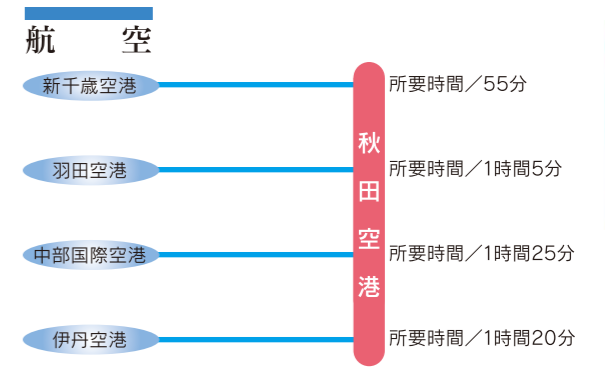 航 空
新千歳空港
所要時間／55分
羽田空港
所要時間／1時間5分
中部国際空港
所要時間／1時間25分
伊丹空港
所要時間／1時間20分
秋田空港